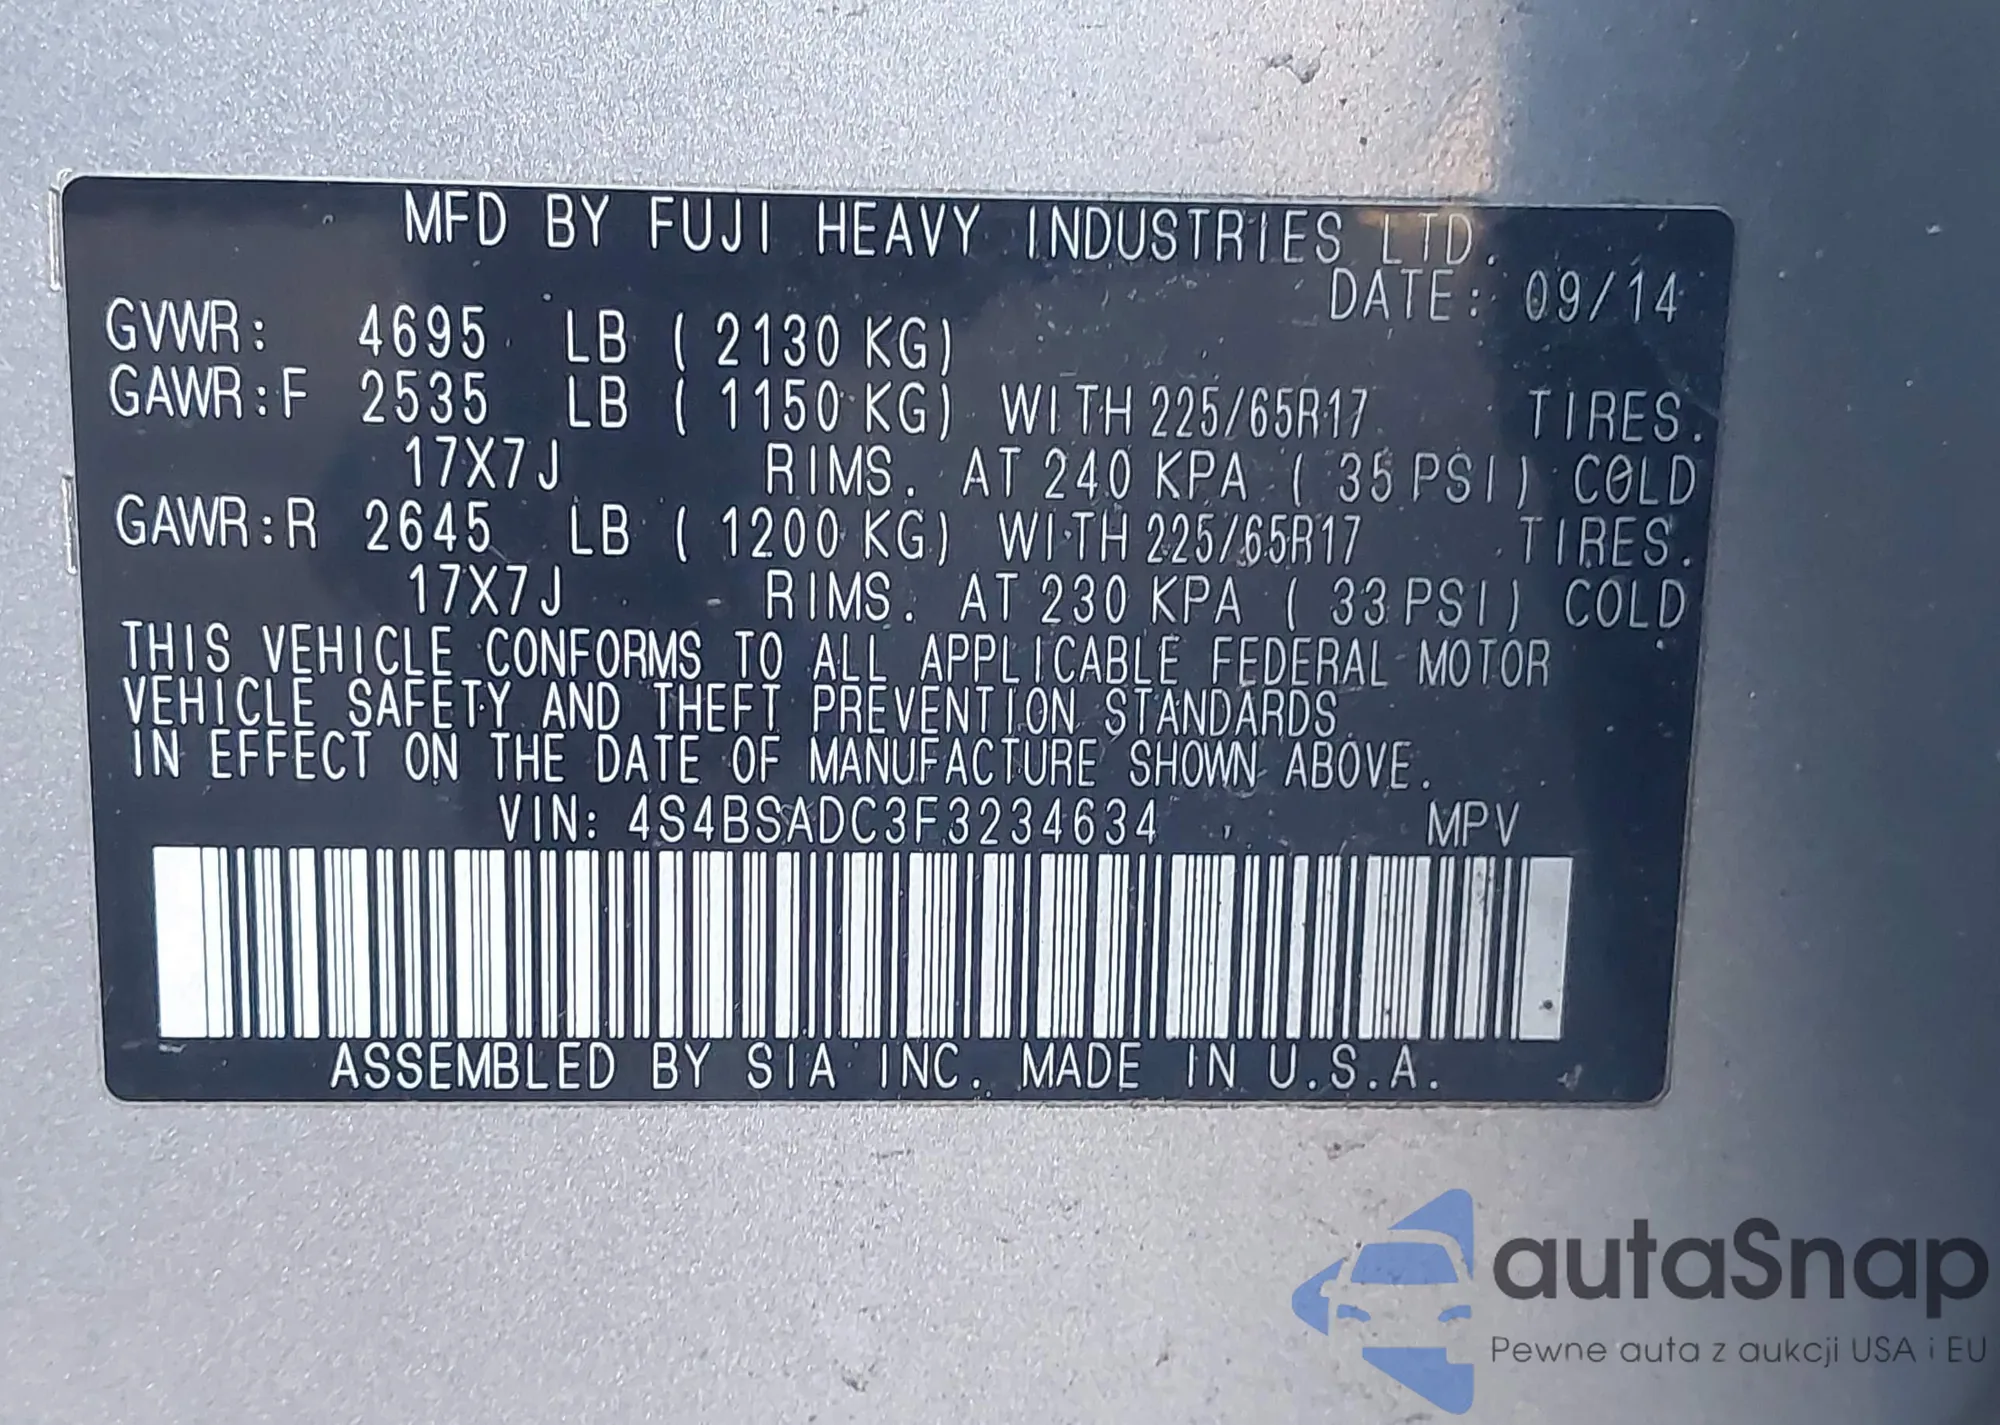 MFD BY FUJI HEAVY INDUSTRIES LTD.
DATE: 09/14
GVWR: 4695 LB ( 2130 KG)
GAWR:F 2535 LB ( 1150 KG) WITH 225/65R17 TIRES.
17X7J RIMS. AT 240 KPA ( 35 PSI) COLD
GAWR:R 2645 LB ( 1200 KG) WITH 225/65R17 TIRES.
17X7J RIMS. AT 230 KPA ( 33 PSI) COLD
THIS VEHICLE CONFORMS TO ALL APPLICABLE FEDERAL MOTOR
VEHICLE SAFETY AND THEFT PREVENTION STANDARDS
IN EFFECT ON THE DATE OF MANUFACTURE SHOWN ABOVE.
VIN: 4S4BSADC3F3234634 MPV
ASSEMBLED BY SIA INC. MADE IN U.S.A.
autaSnap
Pewne auta z aukcji USA i EU